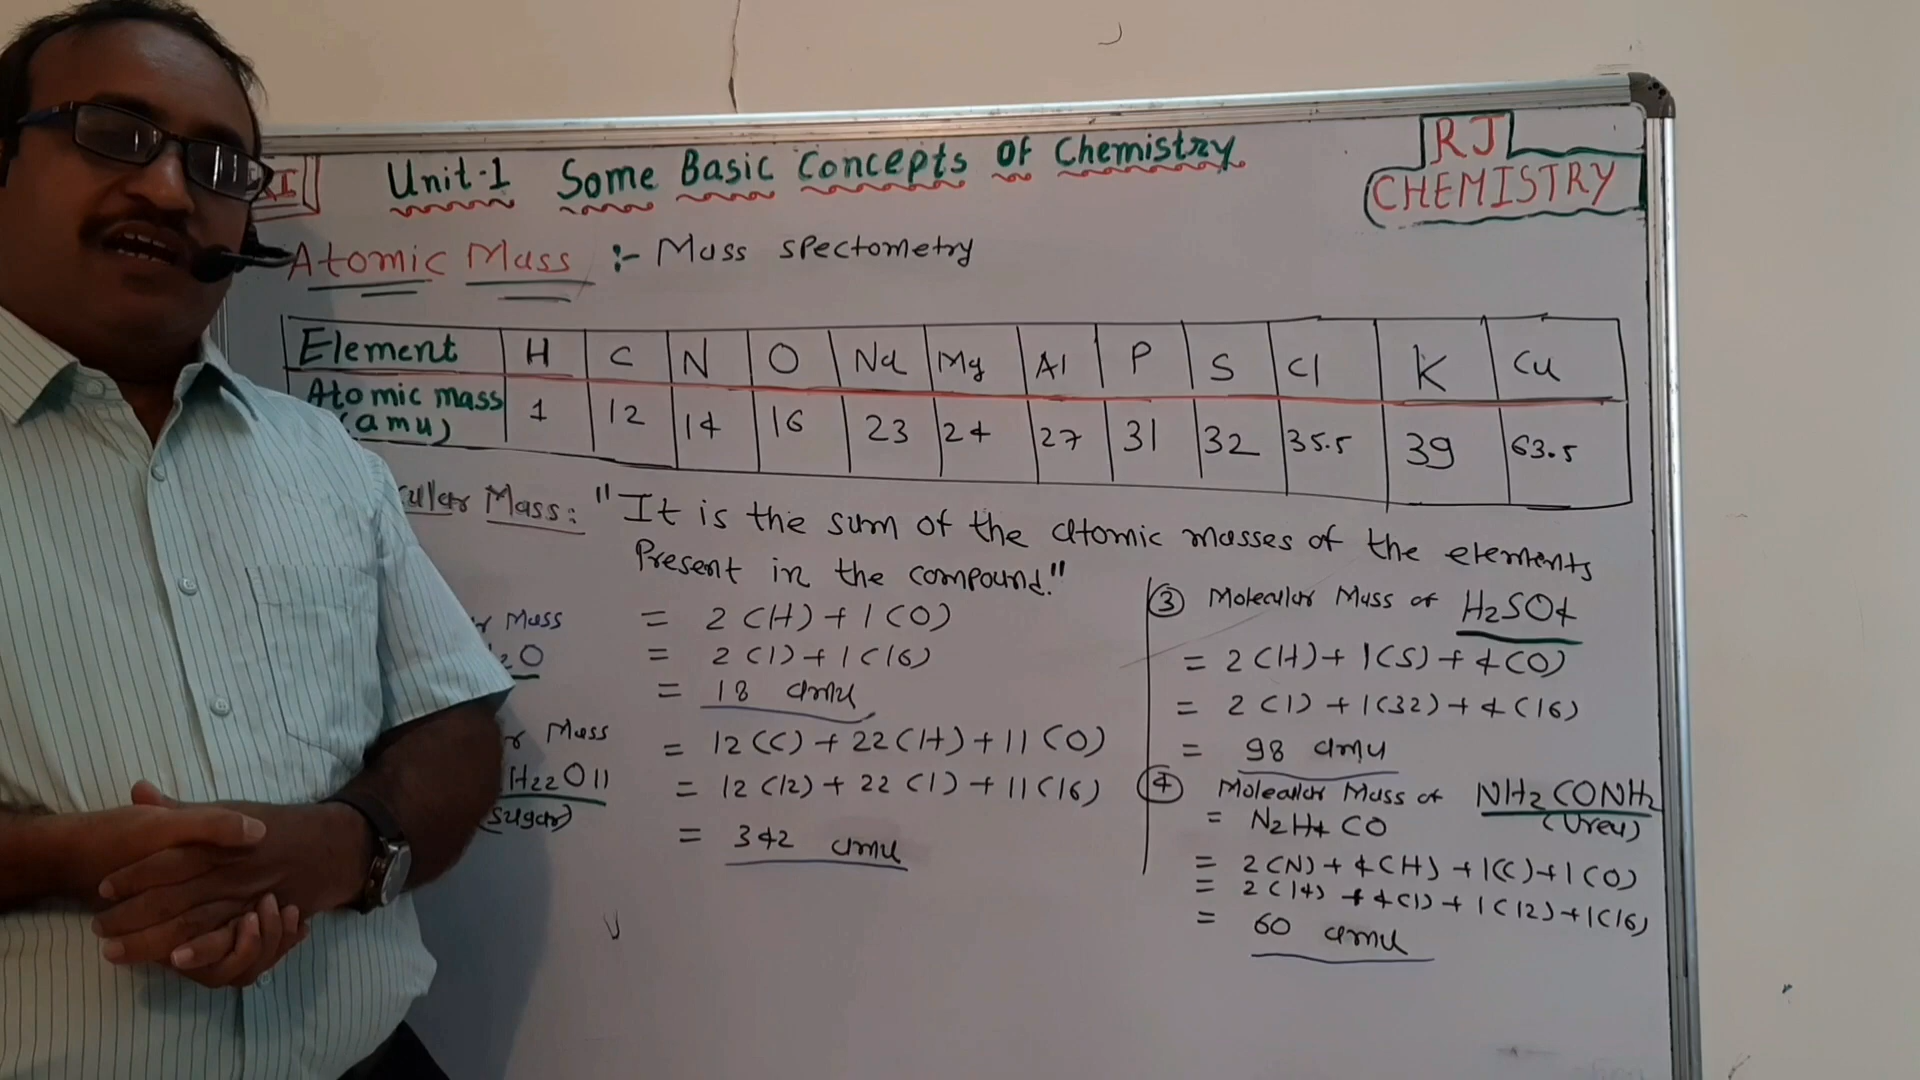 Unit-1 Some Basic Concepts Of Chemistry
RJ
CHEMISTRY
Atomic Mass :- Mass spectometry
Element H C N O Na Mg Al P S Cl K Cu
Atomic mass (amu) 1 12 14 16 23 24 27 31 32 35.5 39 63.5
cular Mass: "It is the sum of the atomic masses of the elements
Present in the compound."
r Mass = 2(H)+1(O)
2O = 2(1)+1(16)
= 18 amu
r Mass = 12(C)+22(H)+11(O)
H22O11 = 12(12)+22(1)+11(16)
(sugar) = 342 amu
③ Molecular Mass of H2SO4
= 2(H)+1(S)+4(O)
= 2(1)+1(32)+4(16)
= 98 amu
④ Molecular Mass of NH2CONH2
= N2H4CO (Urea)
= 2(N)+4(H)+1(C)+1(O)
= 2(14)+4(1)+1(12)+1(16)
= 60 amu